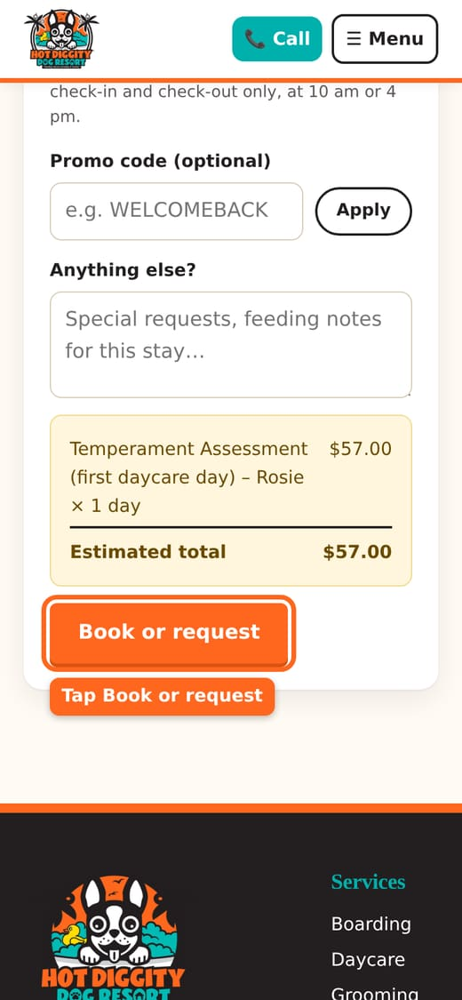 HOT DIGGITY
DOG RESORT
📞 Call
☰ Menu
check-in and check-out only, at 10 am or 4
pm.
Promo code (optional)
e.g. WELCOMEBACK
Apply
Anything else?
Special requests, feeding notes
for this stay…
Temperament Assessment $57.00
(first daycare day) – Rosie
× 1 day
Estimated total $57.00
Book or request
Tap Book or request
Services
Boarding
Daycare
Grooming
HOT DIGGITY
DOG RESORT